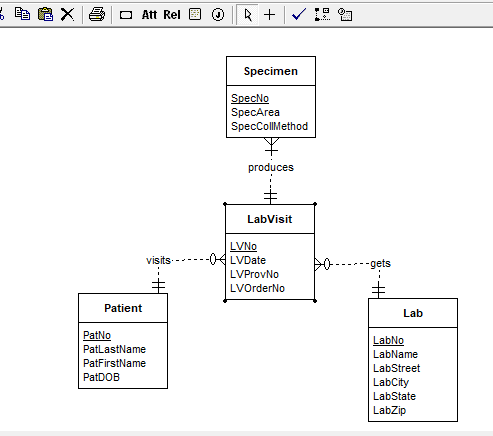 Att Rel J
Specimen
SpecNo
SpecArea
SpecCollMethod
produces
LabVisit
LVNo
LVDate
LVProvNo
LVOrderNo
visits
gets
Patient
PatNo
PatLastName
PatFirstName
PatDOB
Lab
LabNo
LabName
LabStreet
LabCity
LabState
LabZip